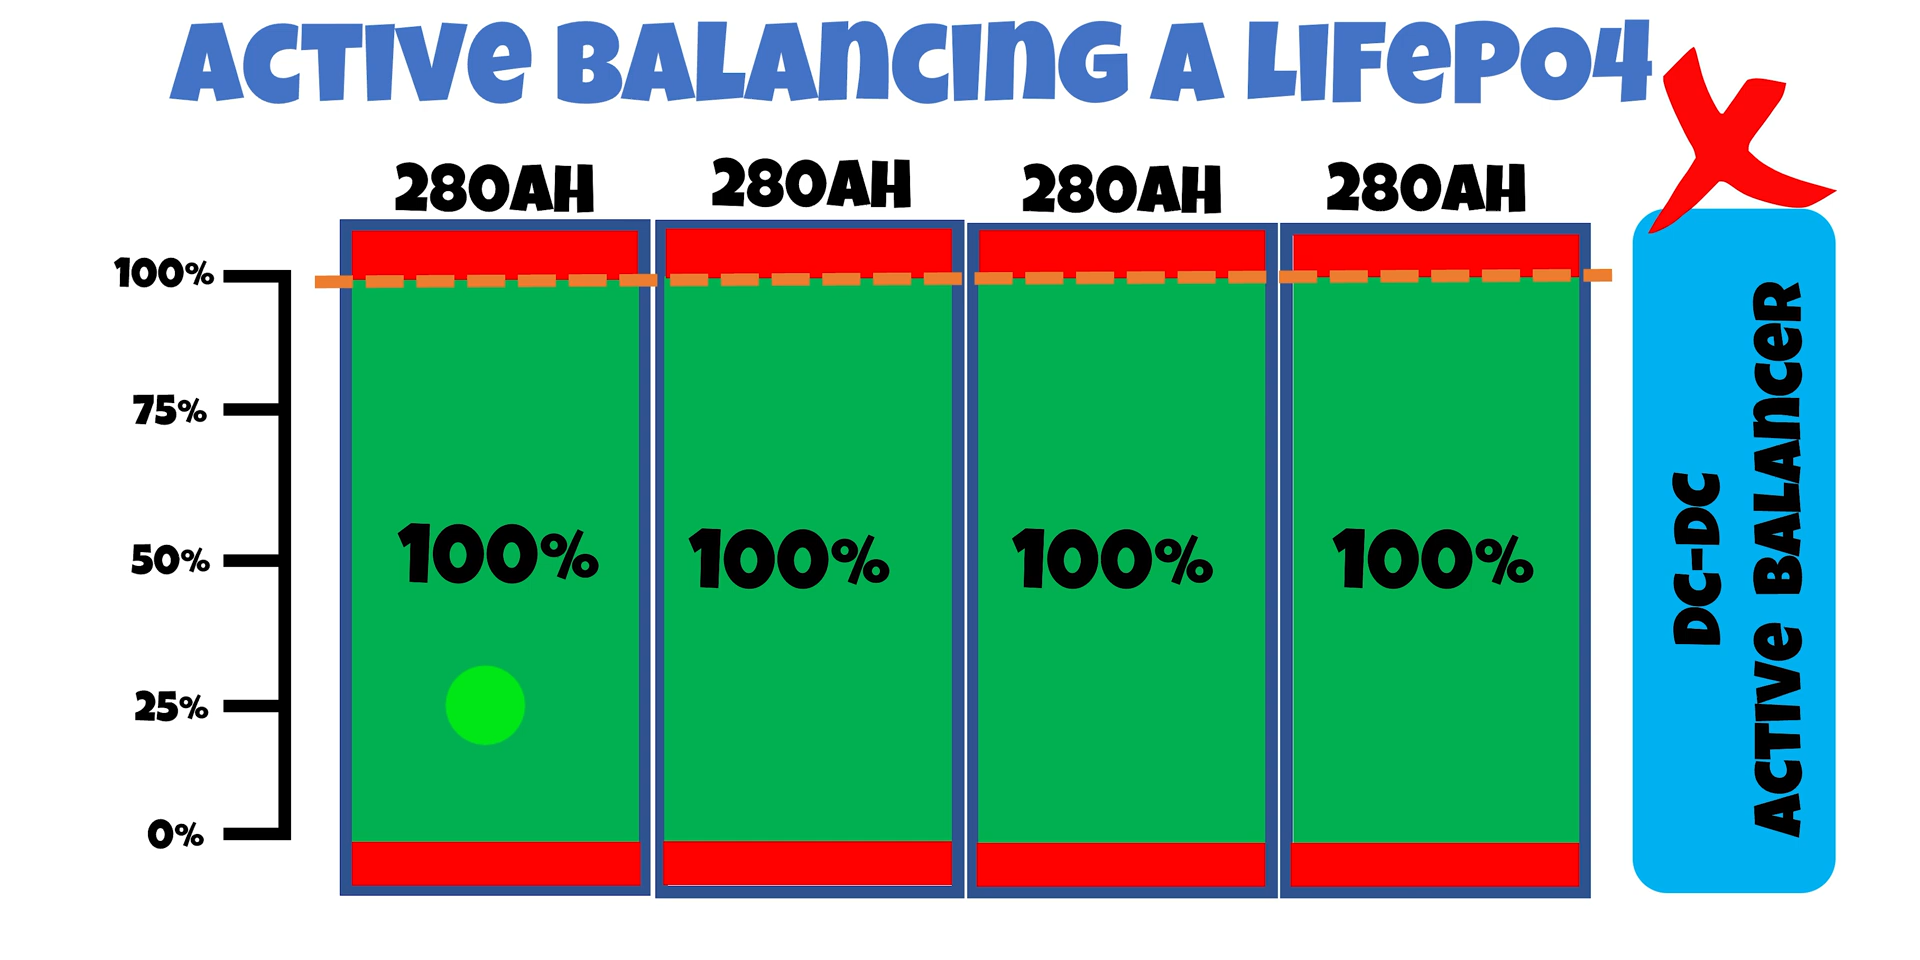 ACTIVE BALANCING A LIFEPO4
280AH
280AH
280AH
280AH
100%
75%
50%
25%
0%
100%
100%
100%
100%
DC-DC
ACTIVE BALANCER